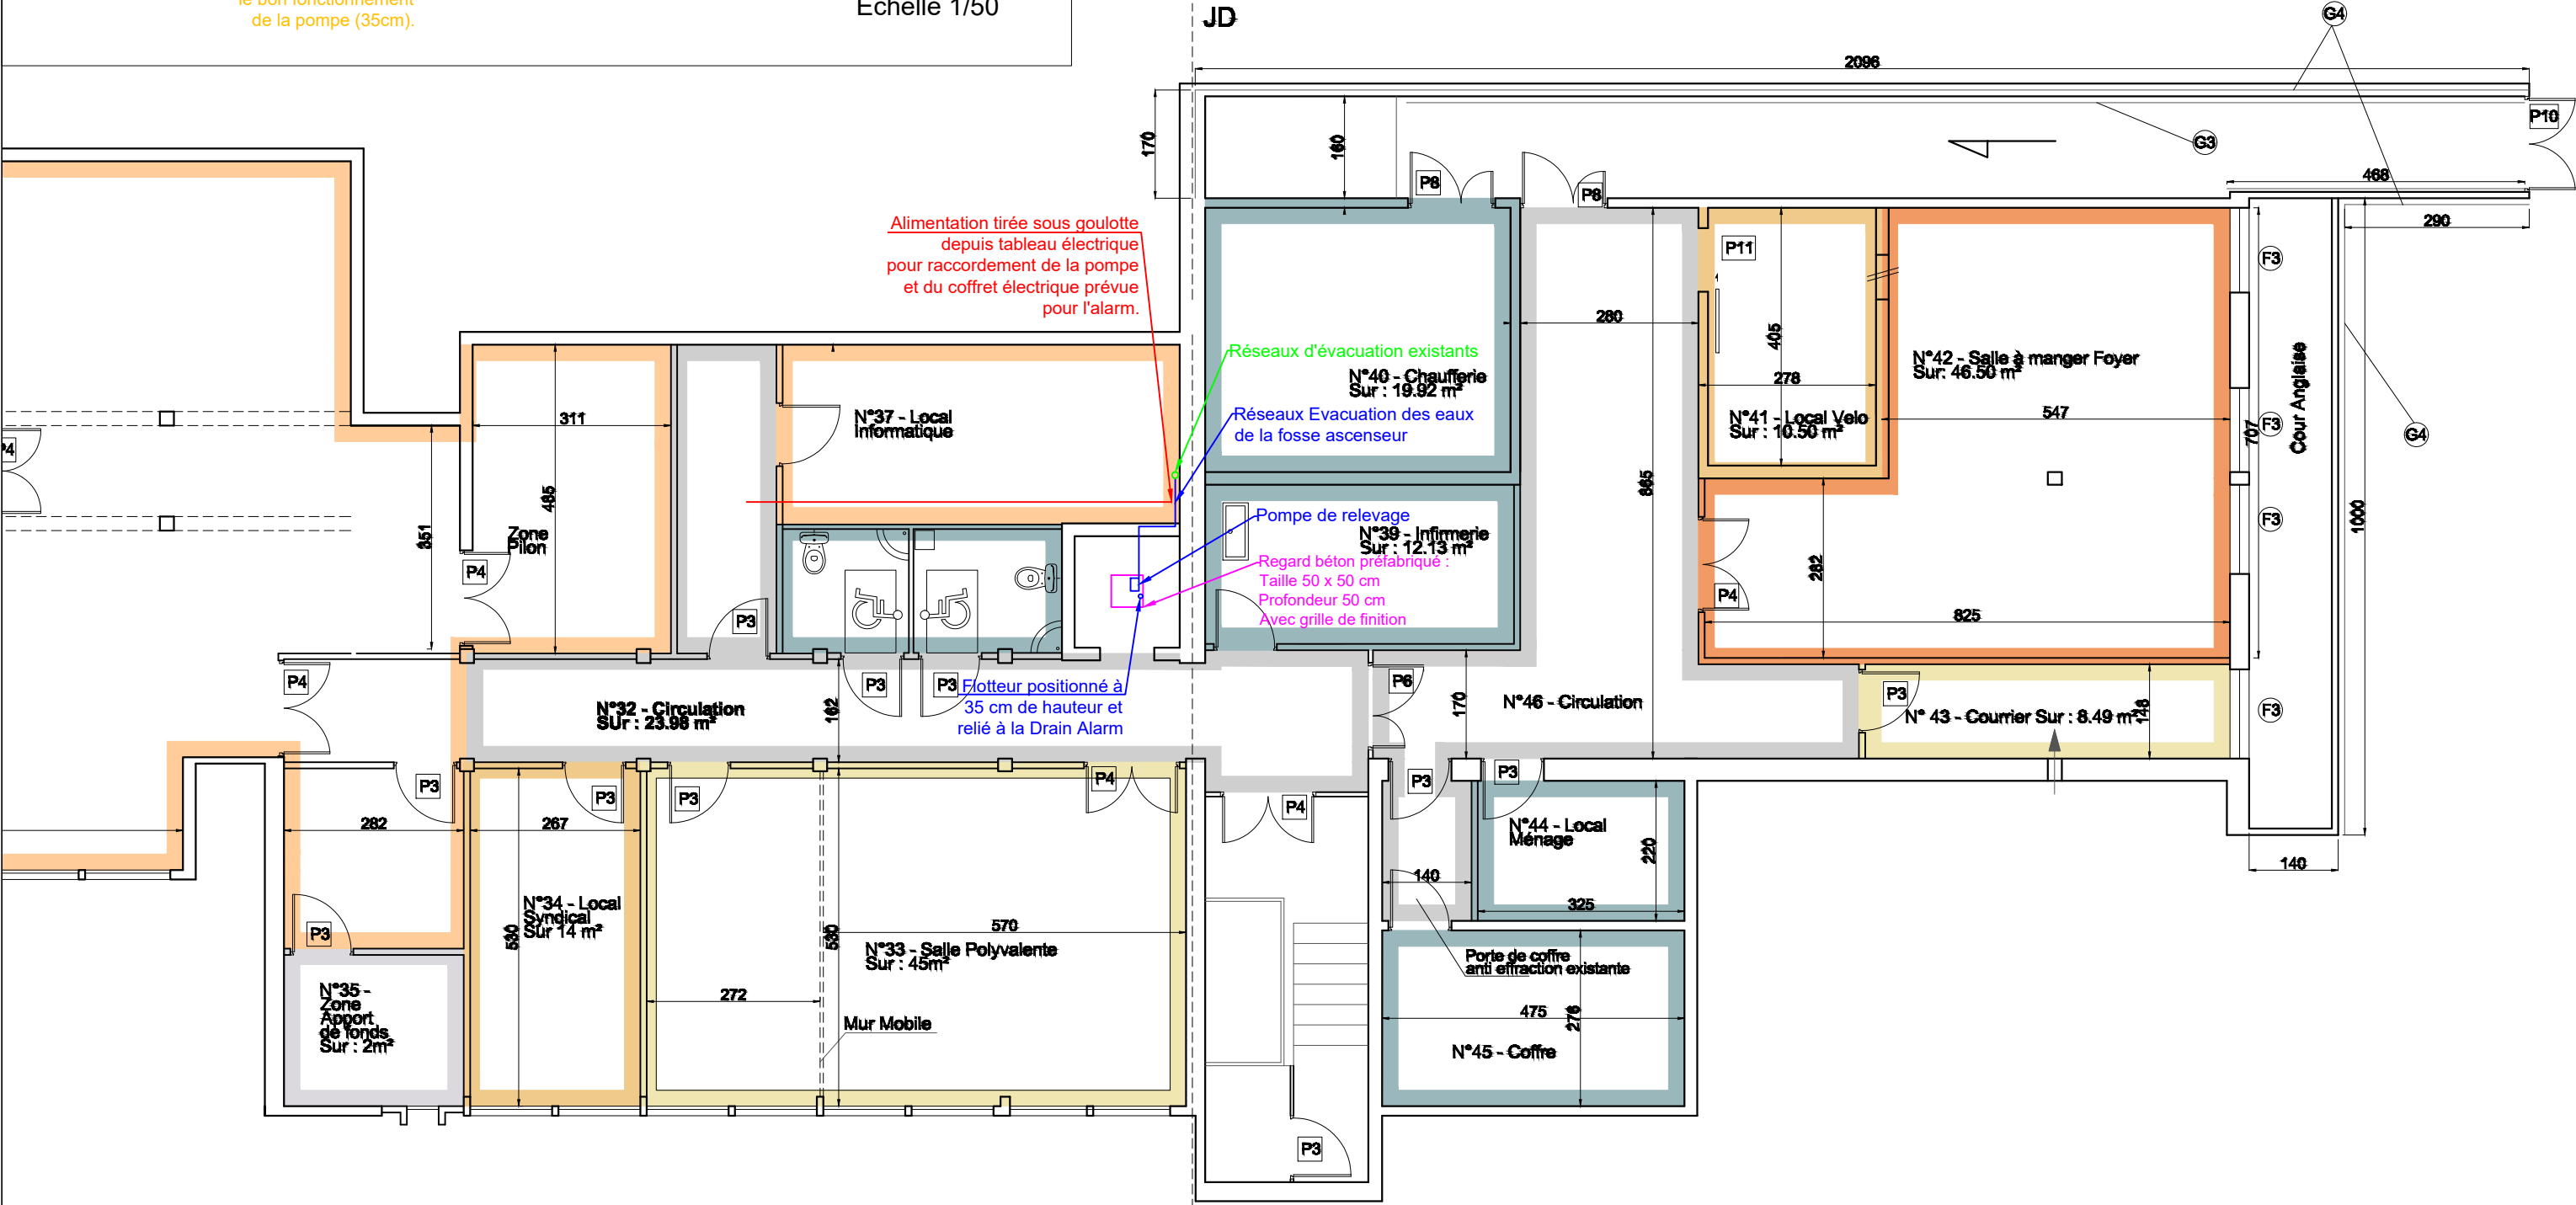 le bon fonctionnement
de la pompe (35cm).
Echelle 1/50
JD
G4
2096
P10
170
160
G3
468
P8
P8
290
Alimentation tirée sous goulotte
depuis tableau électrique
pour raccordement de la pompe
et du coffret électrique prévue
pour l'alarm.
P11
F3
280
405
Réseaux d'évacuation existants
N°40 - Chaufferie
Sur : 19.92 m²
278
N°42 - Salle à manger Foyer
Sur: 46.50 m²
Cour Anglaise
311
N°37 - Local
Informatique
Réseaux Evacuation des eaux
de la fosse ascenseur
N°41 - Local Velo
Sur : 10.50 m²
547
707
F3
G4
P4
485
865
1000
351
Zone
Pilon
Pompe de relevage
N°39 - Infirmerie
Sur : 12.13 m²
F3
P4
Regard béton préfabriqué :
Taille 50 x 50 cm
Profondeur 50 cm
Avec grille de finition
262
P4
P3
825
P4
P3
P3
Flotteur positionné à
35 cm de hauteur et
relié à la Drain Alarm
P6
P3
N°32 - Circulation
SUr : 23.98 m²
162
170
N°46 - Circulation
N° 43 - Courrier Sur : 8.49 m²
148
F3
P3
P3
P3
P4
P4
P3
P3
282
267
N°44 - Local
Ménage
220
140
140
325
N°34 - Local
Syndical
Sur 14 m²
530
530
570
N°33 - Salle Polyvalente
Sur : 45m²
P3
Porte de coffre
anti effraction existante
N°35 -
Zone
Apport
de fonds
Sur : 2m²
272
Mur Mobile
475
276
N°45 - Coffre
P3